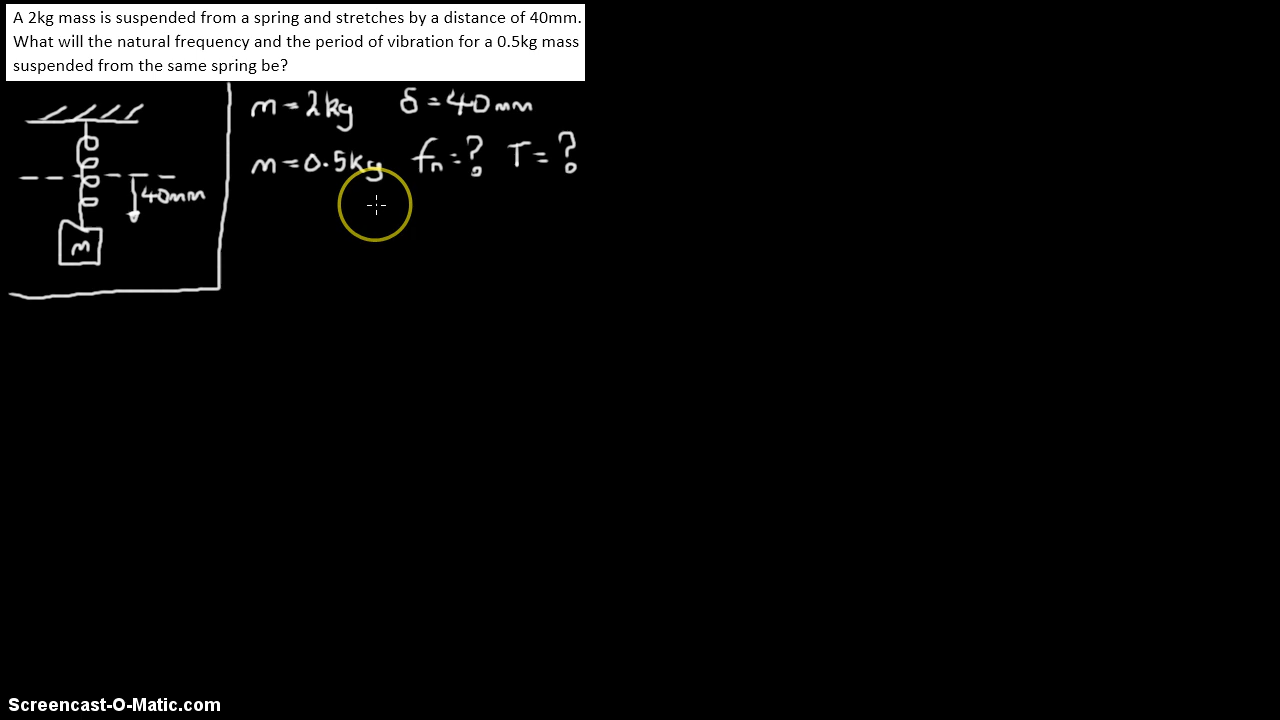 A 2kg mass is suspended from a spring and stretches by a distance of 40mm.
What will the natural frequency and the period of vibration for a 0.5kg mass
suspended from the same spring be?
m = 2kg δ = 40mm
m = 0.5kg fn = ? T = ?
40mm
m
Screencast-O-Matic.com